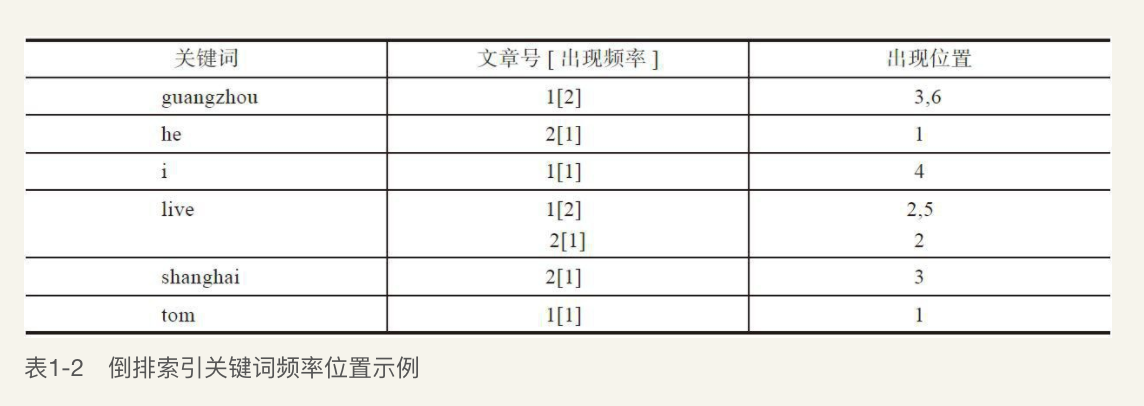 关键词 文章号 [ 出现频率 ] 出现位置
guangzhou 1[2] 3,6
he 2[1] 1
i 1[1] 4
live 1[2] 2,5
2[1] 2
shanghai 2[1] 3
tom 1[1] 1
表1-2 倒排索引关键词频率位置示例